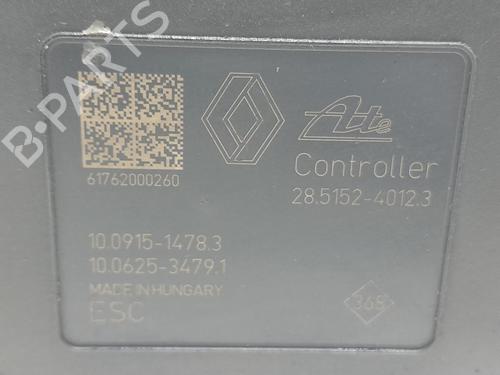 B-PARTS
Ate
Controller
61762000260
28.5152-4012.3
10.0915-1478.3
10.0625-3479.1
MADE IN HUNGARY
ESC
368